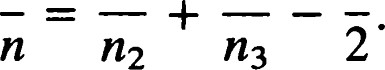 n = n₂ + n₃ − 2.